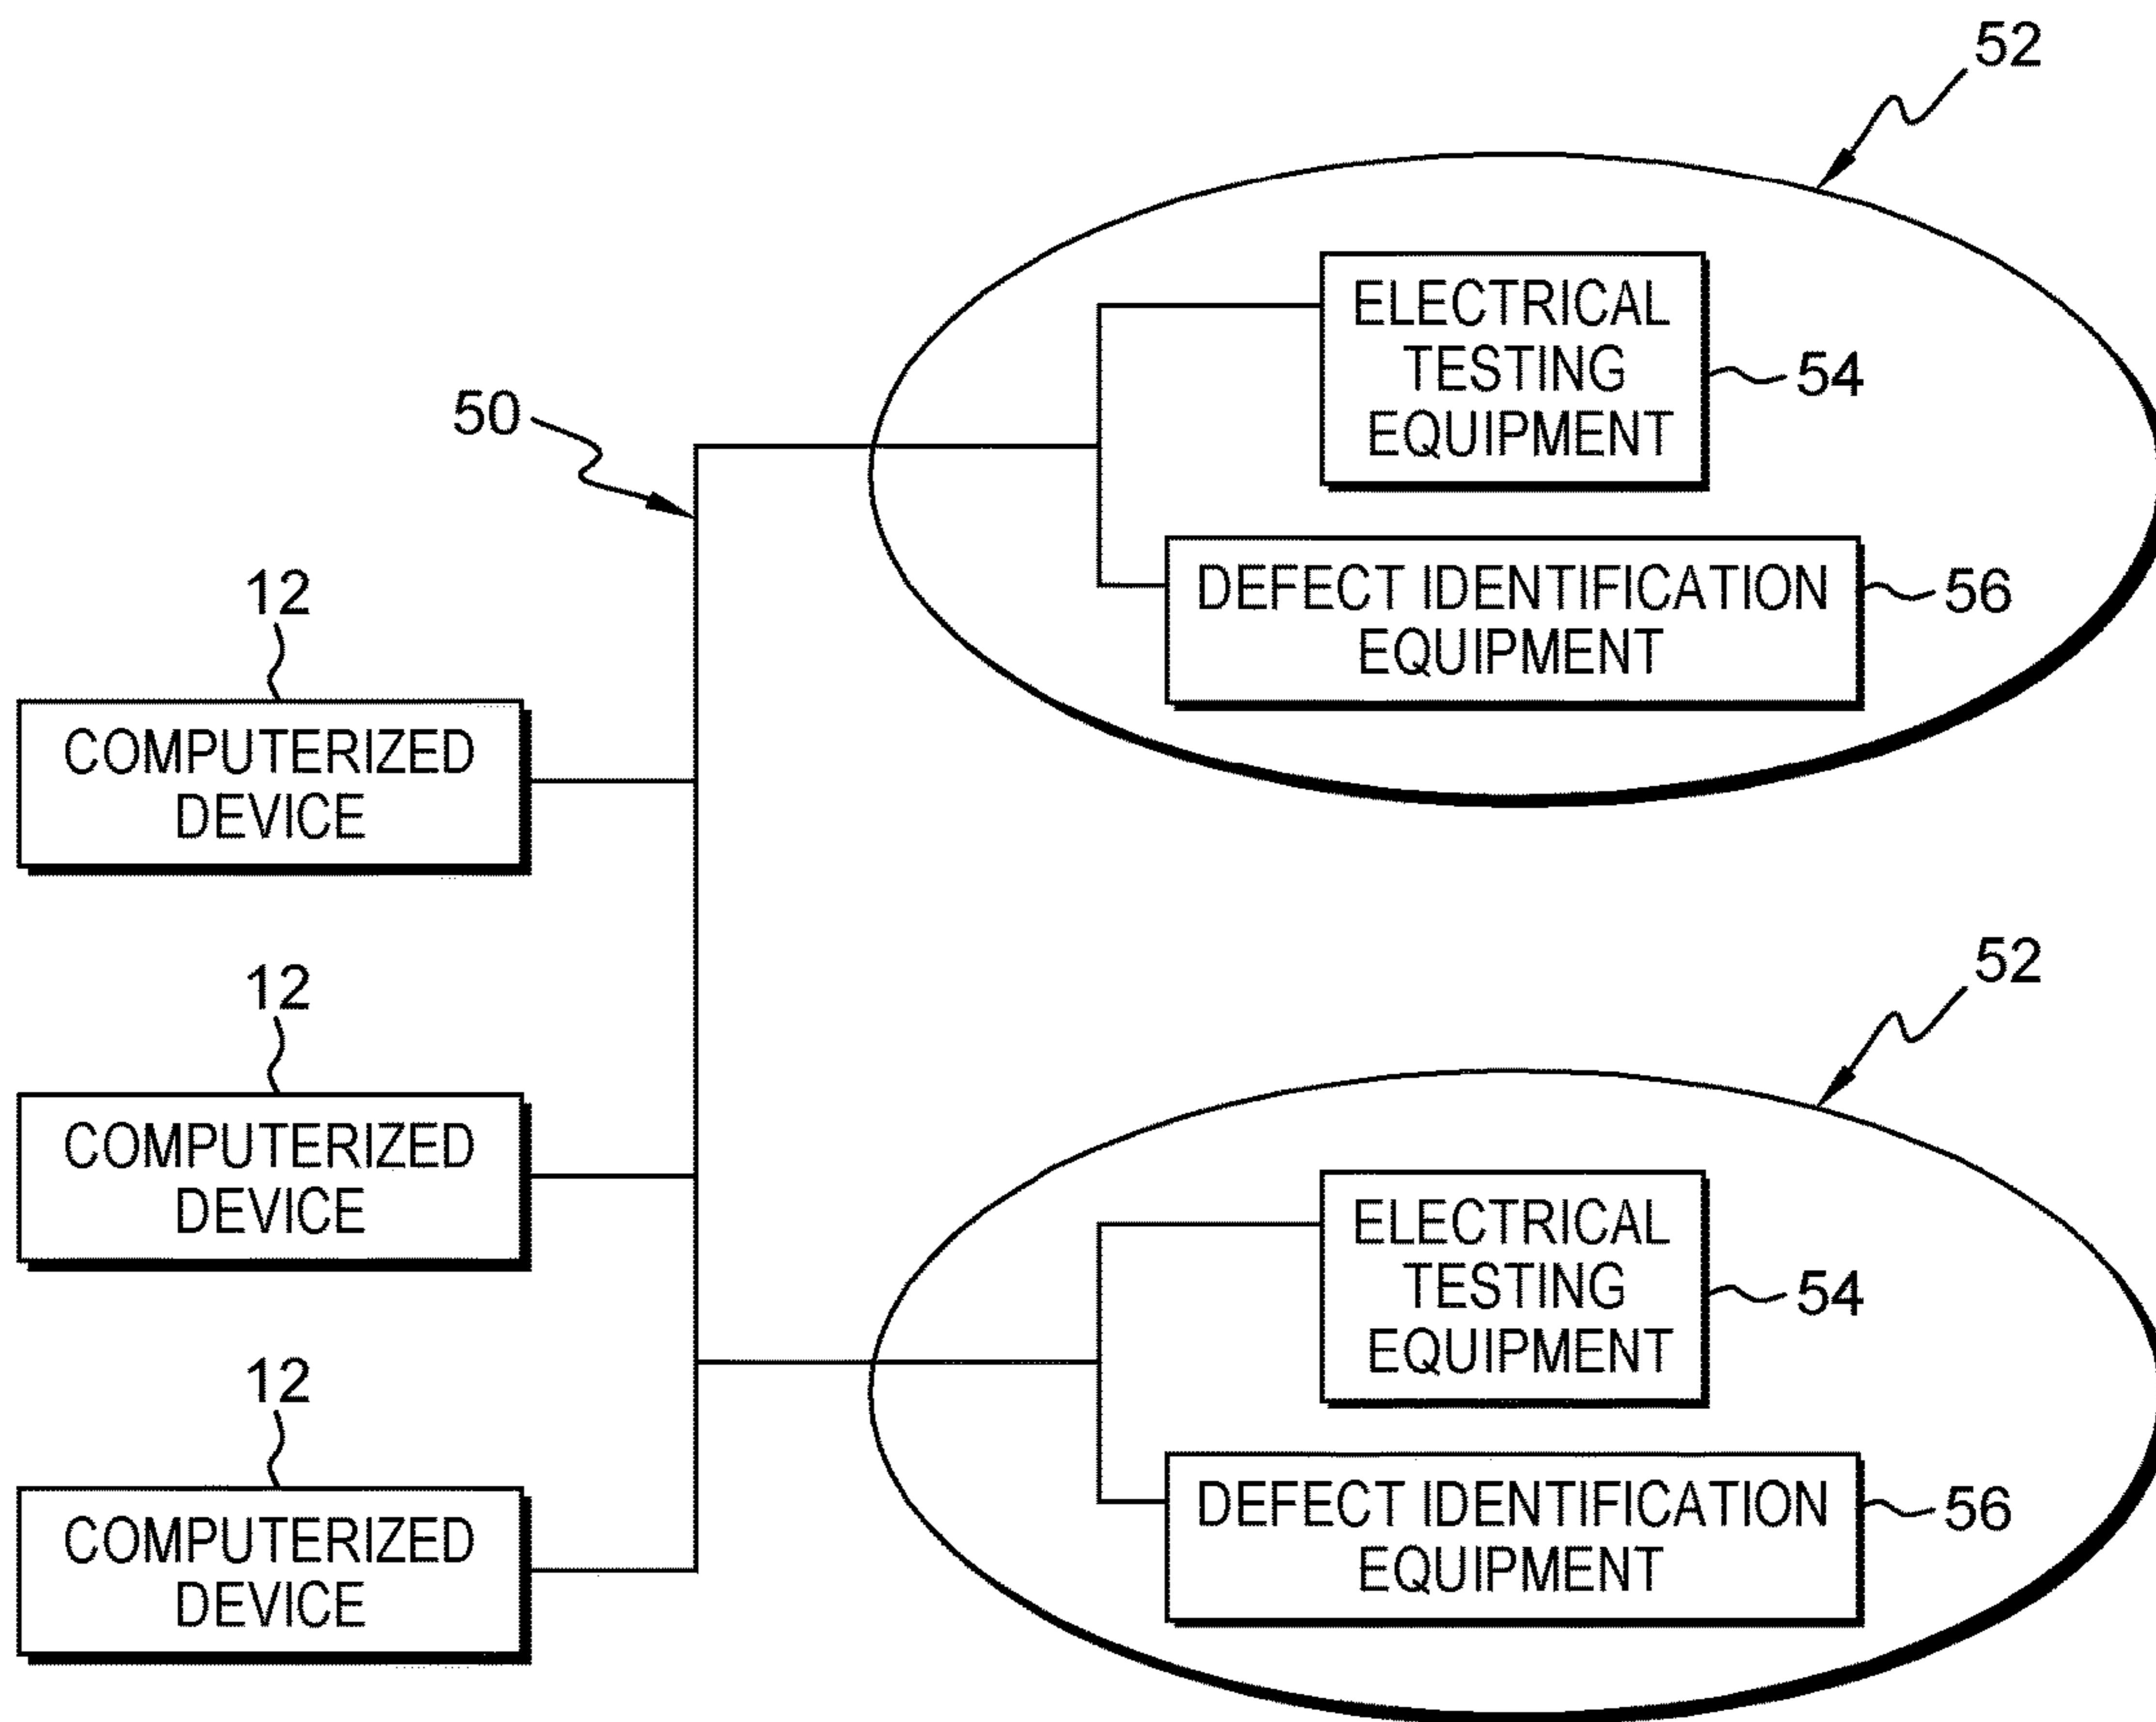 52
ELECTRICAL
TESTING
EQUIPMENT
54
50
DEFECT IDENTIFICATION
EQUIPMENT
56
12
COMPUTERIZED
DEVICE
52
12
COMPUTERIZED
DEVICE
ELECTRICAL
TESTING
EQUIPMENT
54
12
COMPUTERIZED
DEVICE
DEFECT IDENTIFICATION
EQUIPMENT
56